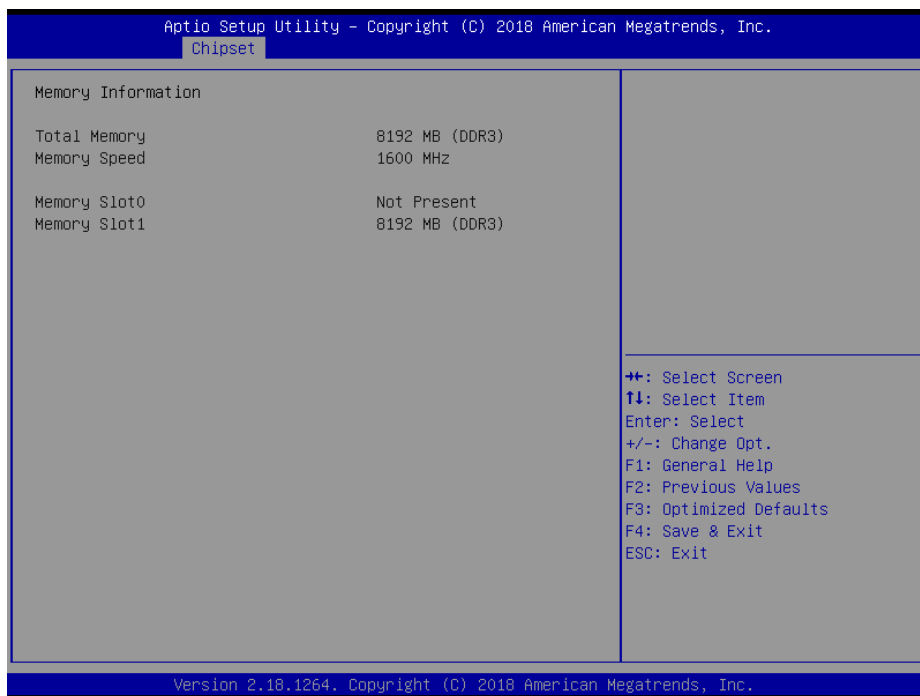 Aptio Setup Utility – Copyright (C) 2018 American Megatrends, Inc.
Chipset
Memory Information
Total Memory 8192 MB (DDR3)
Memory Speed 1600 MHz
Memory Slot0 Not Present
Memory Slot1 8192 MB (DDR3)
→←: Select Screen
↑↓: Select Item
Enter: Select
+/-: Change Opt.
F1: General Help
F2: Previous Values
F3: Optimized Defaults
F4: Save & Exit
ESC: Exit
Version 2.18.1264. Copyright (C) 2018 American Megatrends, Inc.